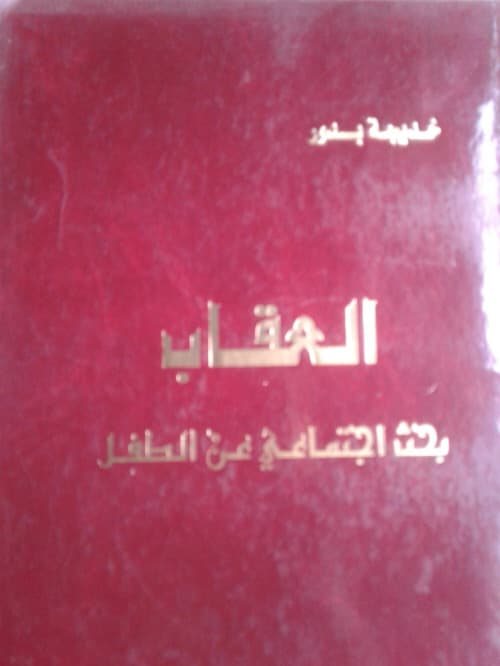 خديجة بدور
العقاب
بحث اجتماعي عن الطفل